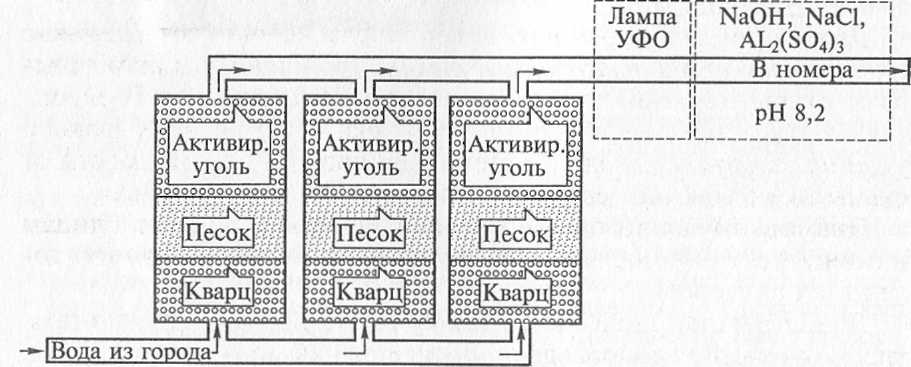 Лампа
УФО
NaOH, NaCl,
AL₂(SO₄)₃
В номера
pH 8,2
Активир.
уголь
Активир.
уголь
Активир.
уголь
Песок
Песок
Песок
Кварц
Кварц
Кварц
Вода из города